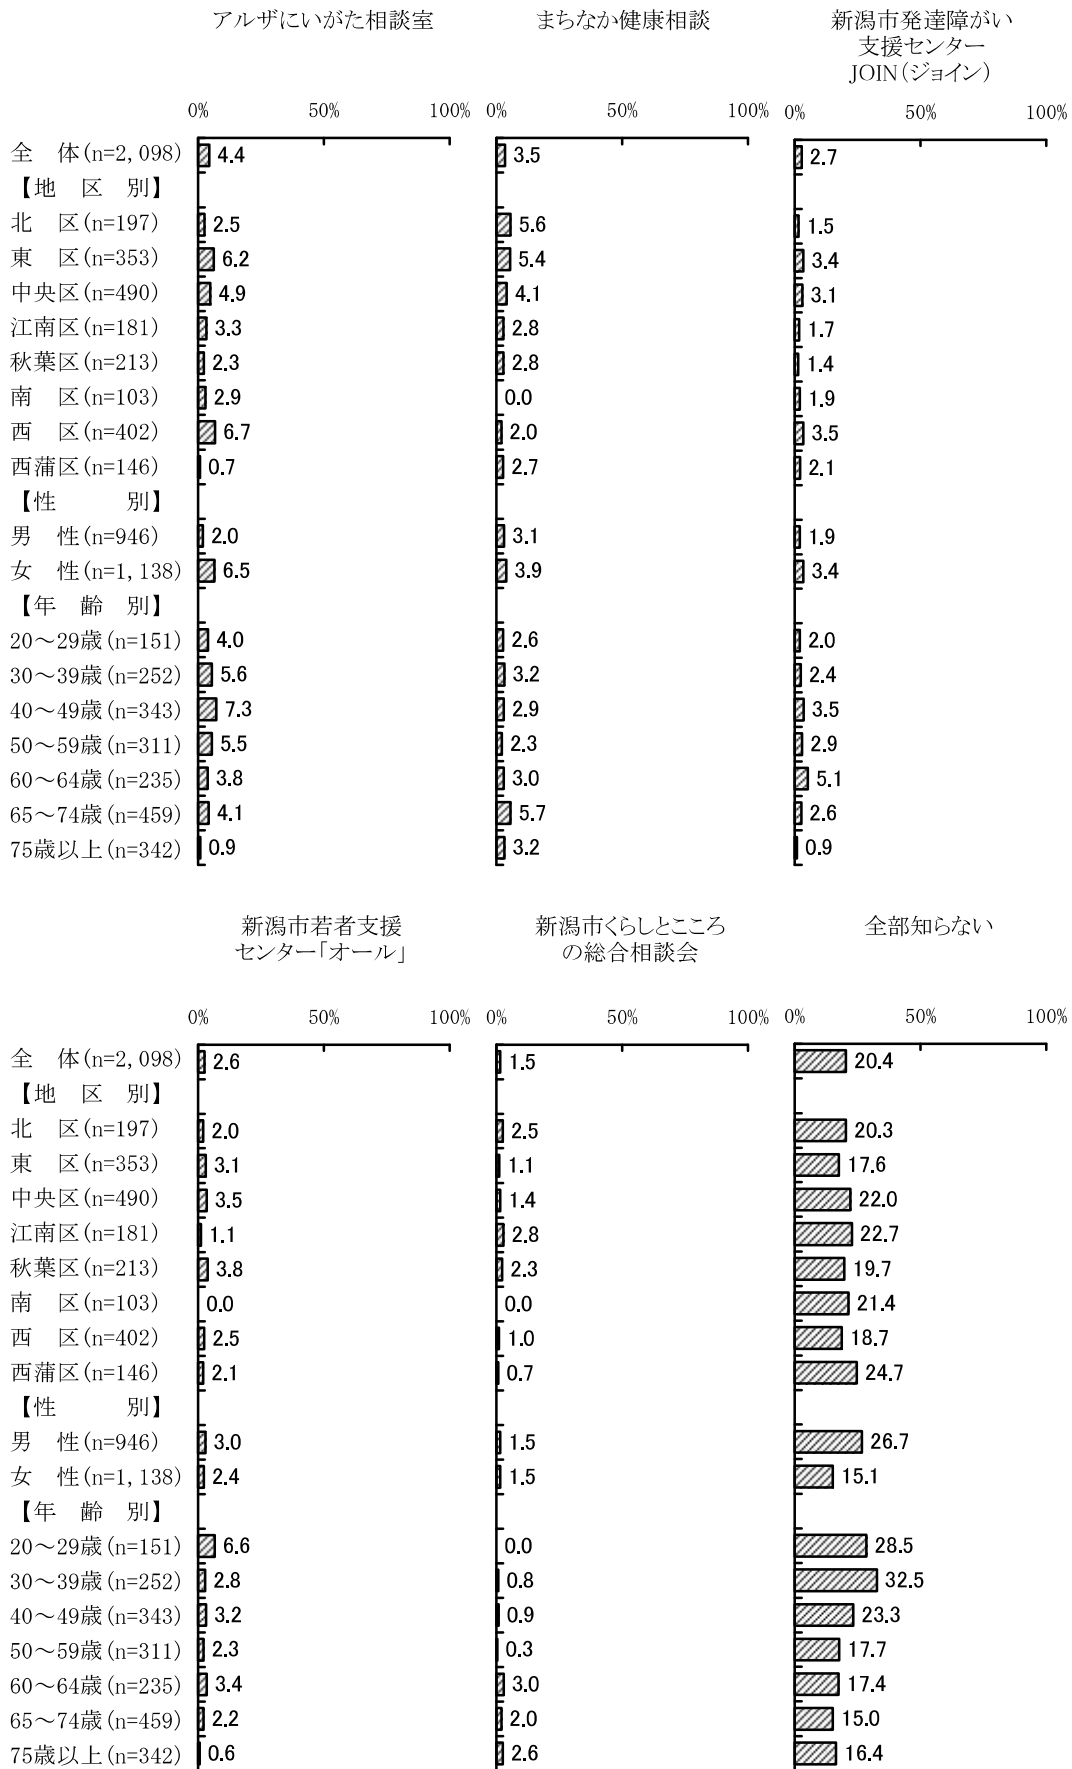 アルザにいがた相談室 まちなか健康相談 新潟市発達障がい
支援センター
JOIN(ジョイン)
0% 50% 100% 0% 50% 100% 0% 50% 100%
全 体(n=2,098) 4.4 3.5 2.7
【地 区 別】
北 区(n=197) 2.5 5.6 1.5
東 区(n=353) 6.2 5.4 3.4
中央区(n=490) 4.9 4.1 3.1
江南区(n=181) 3.3 2.8 1.7
秋葉区(n=213) 2.3 2.8 1.4
南 区(n=103) 2.9 0.0 1.9
西 区(n=402) 6.7 2.0 3.5
西蒲区(n=146) 0.7 2.7 2.1
【性 別】
男 性(n=946) 2.0 3.1 1.9
女 性(n=1,138) 6.5 3.9 3.4
【年 齢 別】
20～29歳(n=151) 4.0 2.6 2.0
30～39歳(n=252) 5.6 3.2 2.4
40～49歳(n=343) 7.3 2.9 3.5
50～59歳(n=311) 5.5 2.3 2.9
60～64歳(n=235) 3.8 3.0 5.1
65～74歳(n=459) 4.1 5.7 2.6
75歳以上(n=342) 0.9 3.2 0.9
新潟市若者支援 新潟市くらしとこころ 全部知らない
センター「オール」 の総合相談会
0% 50% 100% 0% 50% 100% 0% 50% 100%
全 体(n=2,098) 2.6 1.5 20.4
【地 区 別】
北 区(n=197) 2.0 2.5 20.3
東 区(n=353) 3.1 1.1 17.6
中央区(n=490) 3.5 1.4 22.0
江南区(n=181) 1.1 2.8 22.7
秋葉区(n=213) 3.8 2.3 19.7
南 区(n=103) 0.0 0.0 21.4
西 区(n=402) 2.5 1.0 18.7
西蒲区(n=146) 2.1 0.7 24.7
【性 別】
男 性(n=946) 3.0 1.5 26.7
女 性(n=1,138) 2.4 1.5 15.1
【年 齢 別】
20～29歳(n=151) 6.6 0.0 28.5
30～39歳(n=252) 2.8 0.8 32.5
40～49歳(n=343) 3.2 0.9 23.3
50～59歳(n=311) 2.3 0.3 17.7
60～64歳(n=235) 3.4 3.0 17.4
65～74歳(n=459) 2.2 2.0 15.0
75歳以上(n=342) 0.6 2.6 16.4